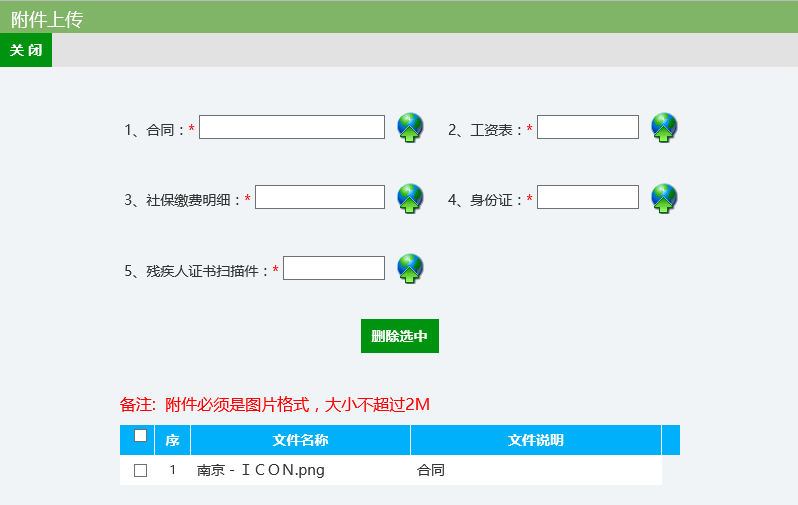 附件上传
关 闭
1、合同：* 2、工资表：*
3、社保缴费明细：* 4、身份证：*
5、残疾人证书扫描件：*
删除选中
备注: 附件必须是图片格式，大小不超过2M
序 文件名称 文件说明
1 南京-ＩＣＯＮ.png 合同